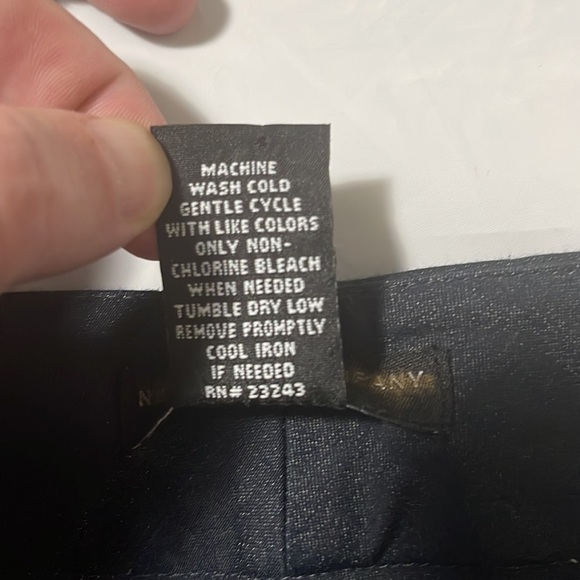 MACHINE
WASH COLD
GENTLE CYCLE
WITH LIKE COLORS
ONLY NON-
CHLORINE BLEACH
WHEN NEEDED
TUMBLE DRY LOW
REMOVE PROMPTLY
COOL IRON
IF NEEDED
RN# 23243